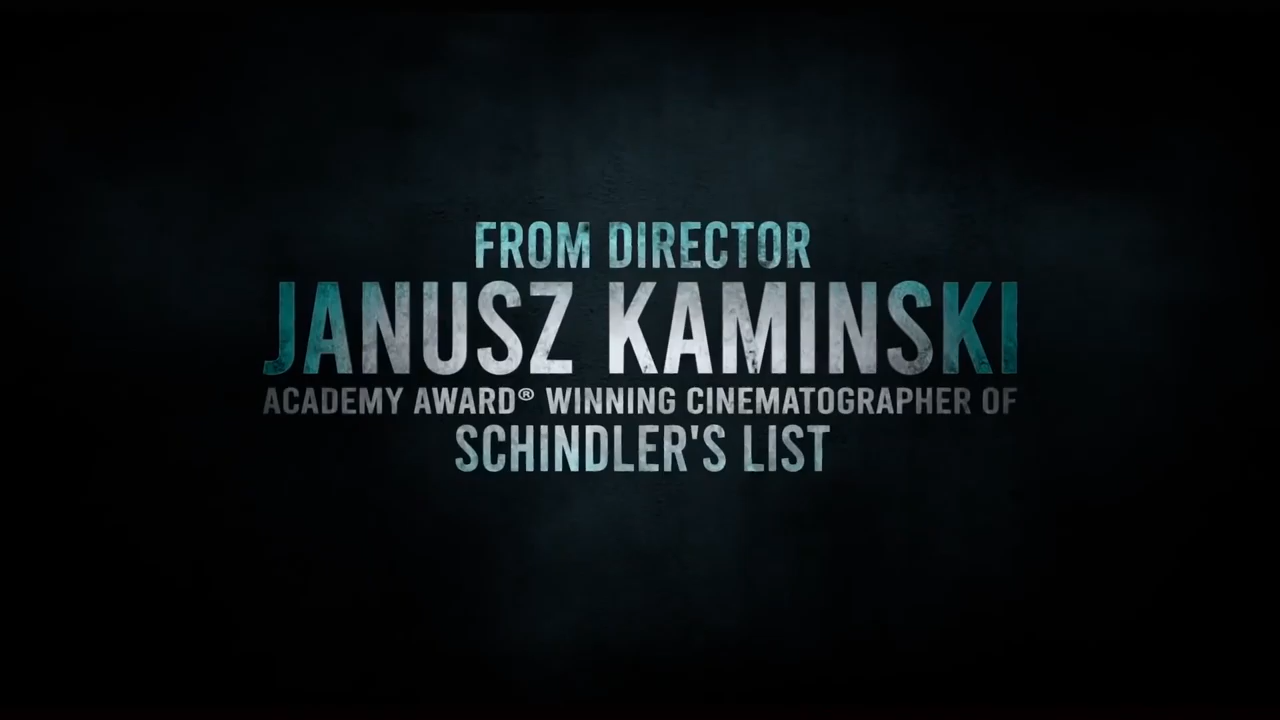 FROM DIRECTOR
JANUSZ KAMINSKI
ACADEMY AWARD® WINNING CINEMATOGRAPHER OF
SCHINDLER'S LIST